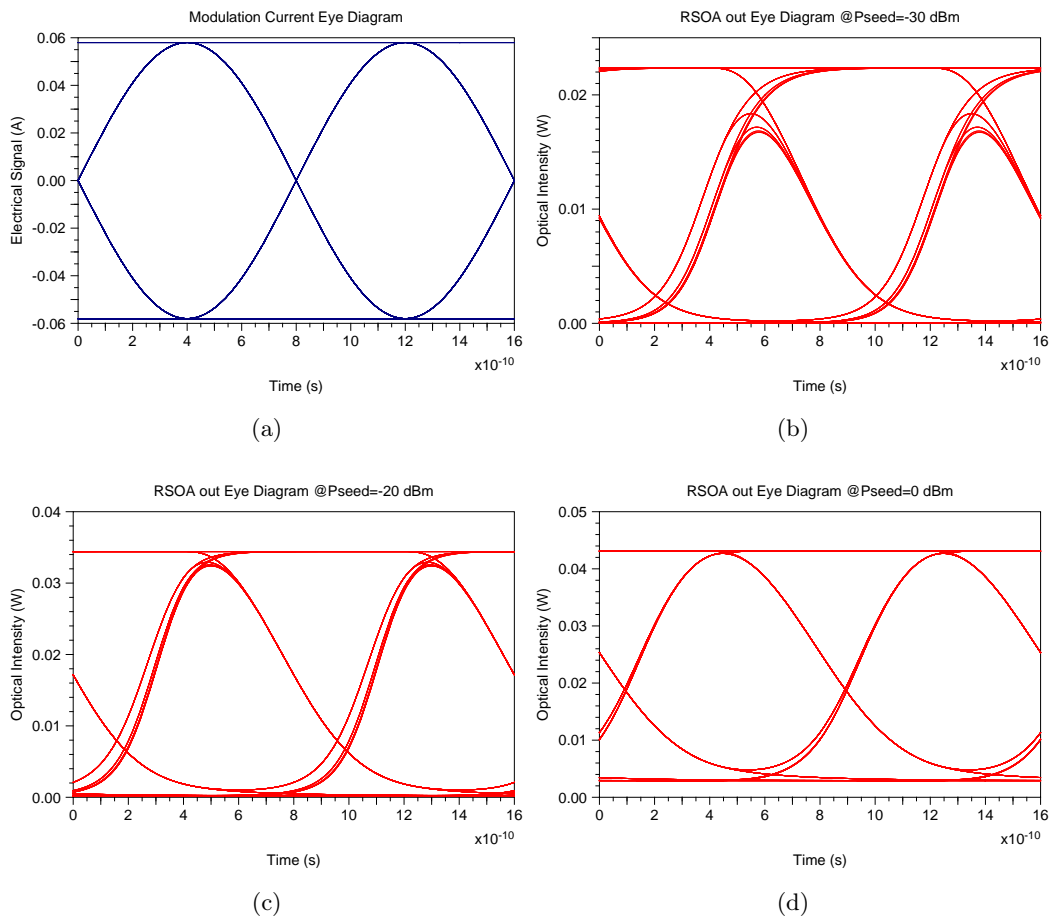 Modulation Current Eye Diagram
Electrical Signal (A)
0.06
0.04
0.02
0.00
-0.02
-0.04
-0.06
0 2 4 6 8 10 12 14 16
x10-10
Time (s)
(a)
RSOA out Eye Diagram @Pseed=-30 dBm
Optical Intensity (W)
0.02
0.01
0.00
0 2 4 6 8 10 12 14 16
x10-10
Time (s)
(b)
RSOA out Eye Diagram @Pseed=-20 dBm
Optical Intensity (W)
0.04
0.03
0.02
0.01
0.00
0 2 4 6 8 10 12 14 16
x10-10
Time (s)
(c)
RSOA out Eye Diagram @Pseed=0 dBm
Optical Intensity (W)
0.05
0.04
0.03
0.02
0.01
0.00
0 2 4 6 8 10 12 14 16
x10-10
Time (s)
(d)